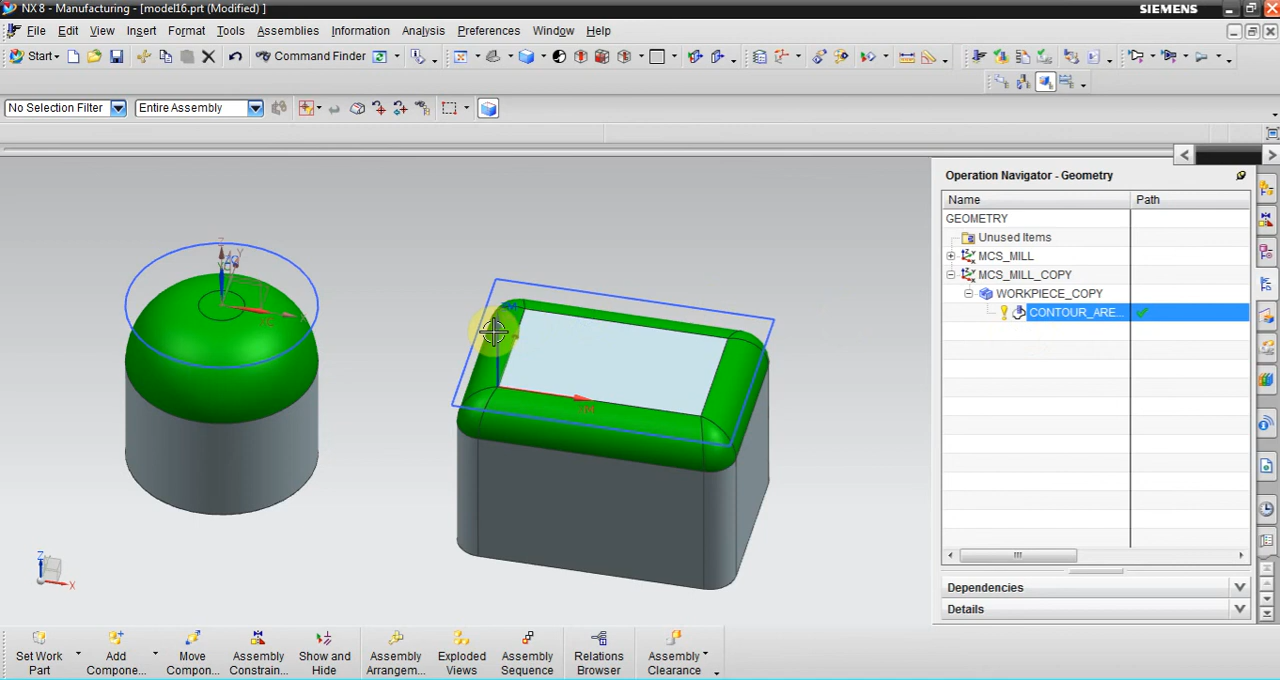 NX 8 - Manufacturing - [model16.prt (Modified) ]
SIEMENS
File Edit View Insert Format Tools Assemblies Information Analysis Preferences Window Help
Start
Command Finder
No Selection Filter
Entire Assembly
Operation Navigator - Geometry
Name Path
GEOMETRY
Unused Items
MCS_MILL
MCS_MILL_COPY
WORKPIECE_COPY
CONTOUR_ARE...
Dependencies
Details
Z
X
Set Work Part
Add Compone...
Move Compon...
Assembly Constrain...
Show and Hide
Assembly Arrangem...
Exploded Views
Assembly Sequence
Relations Browser
Assembly Clearance